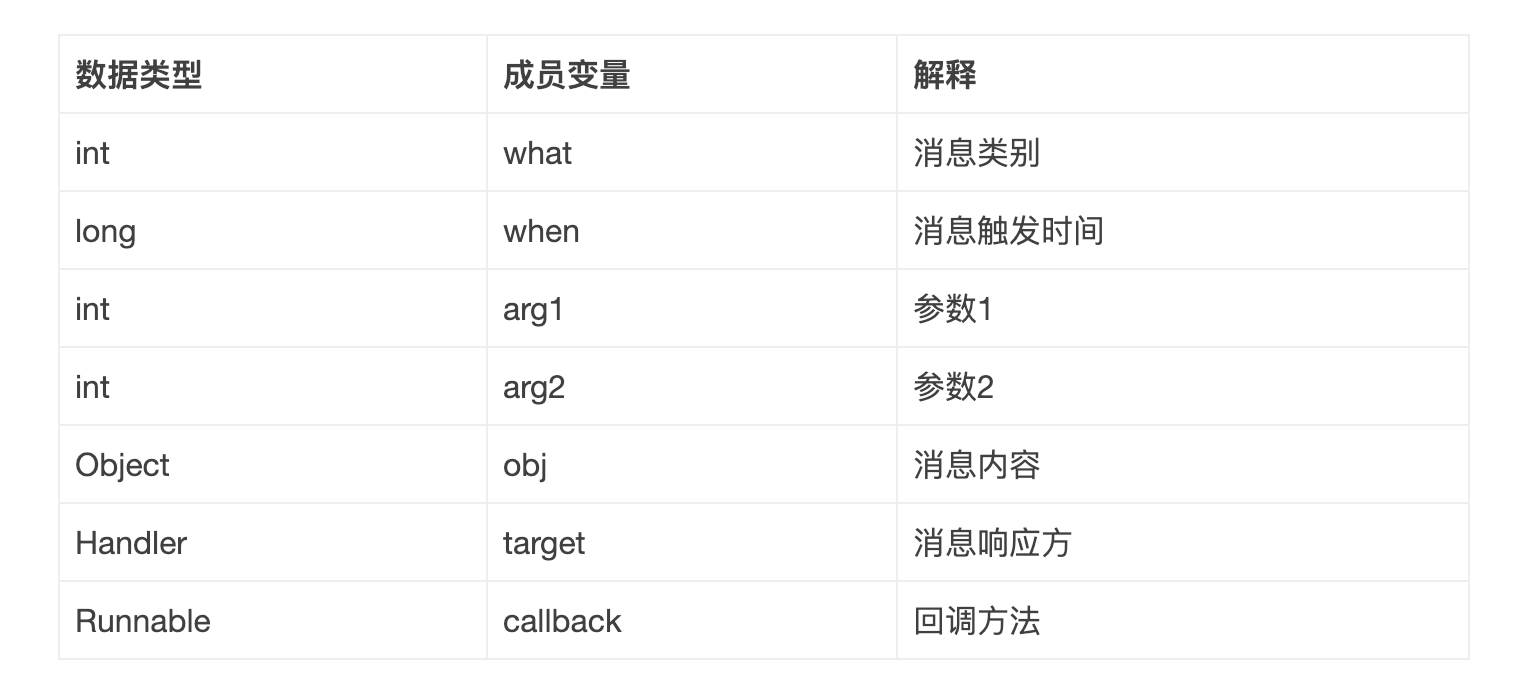 数据类型 成员变量 解释
int what 消息类别
long when 消息触发时间
int arg1 参数1
int arg2 参数2
Object obj 消息内容
Handler target 消息响应方
Runnable callback 回调方法